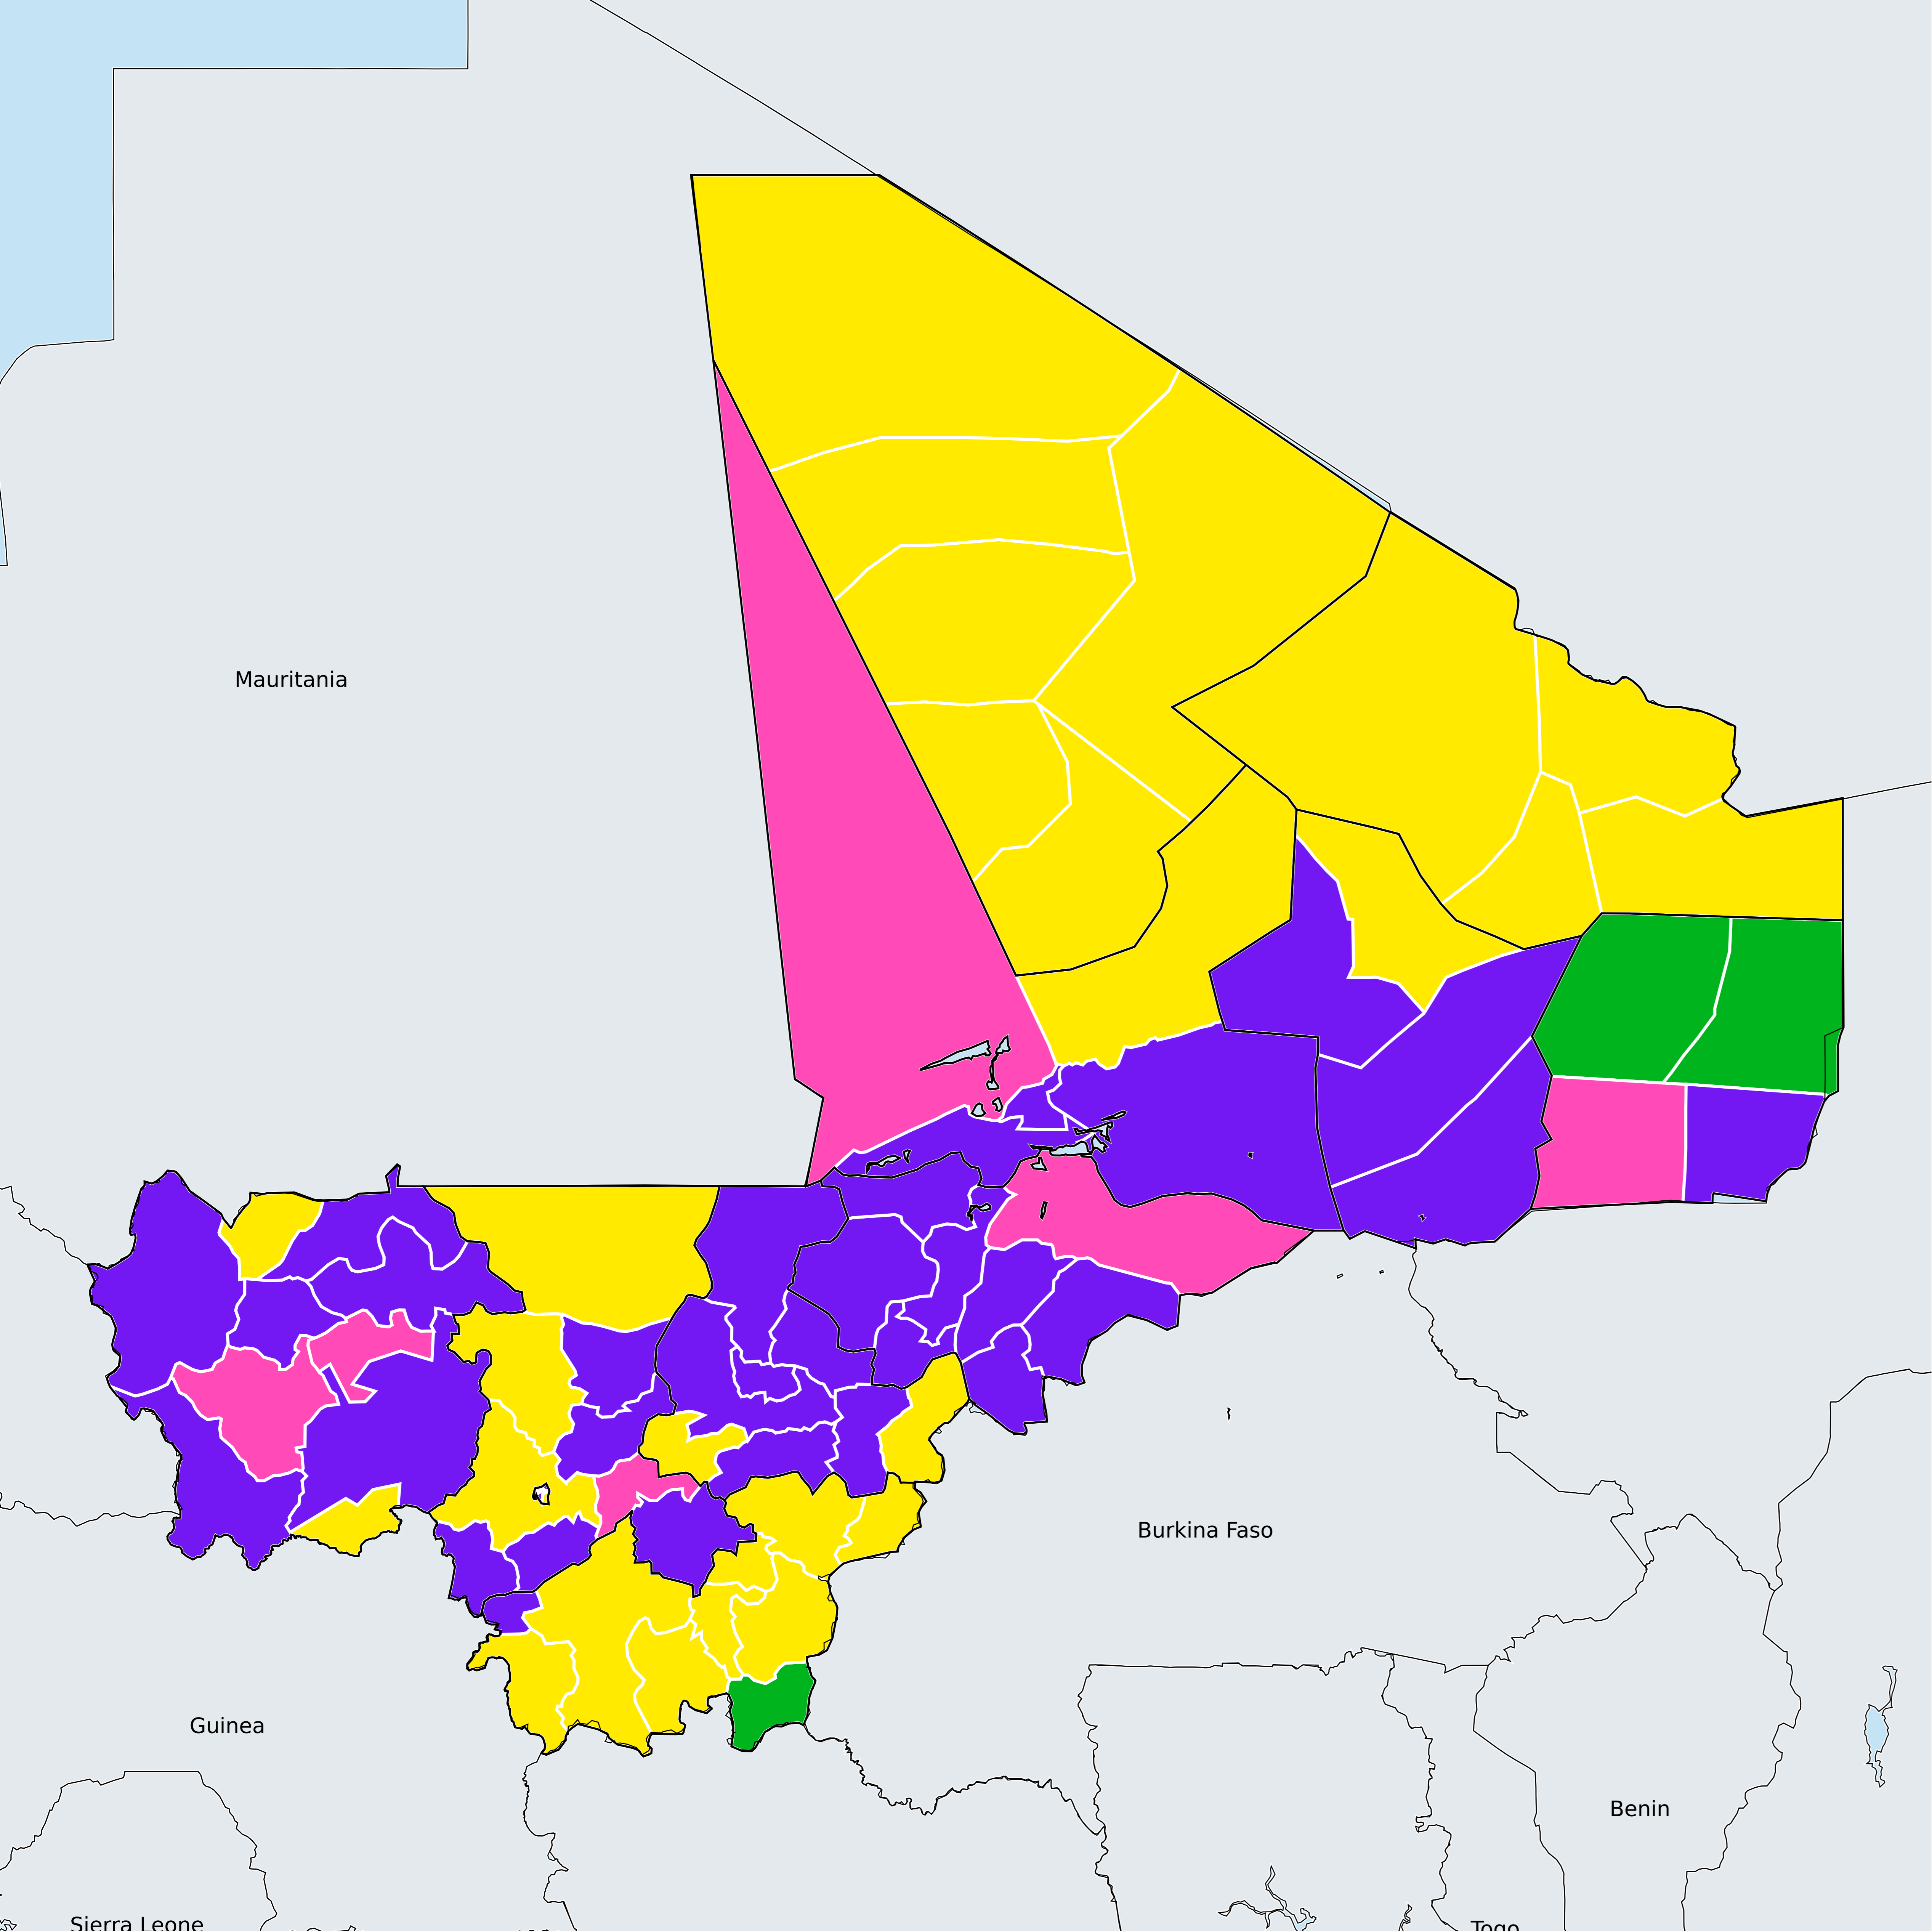 Mauritania
Burkina Faso
Guinea
Benin
Sierra Leone
Togo